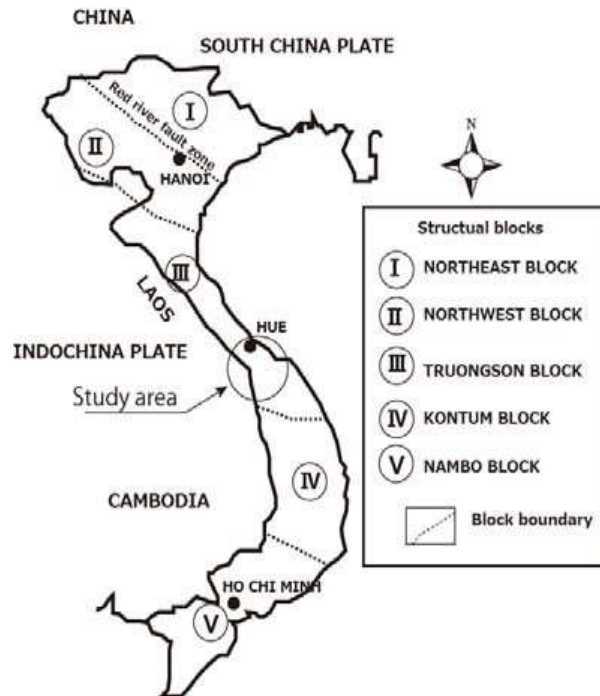 CHINA
SOUTH CHINA PLATE
Red river fault zone
I
II
HANOI
N
III
LAOS
HUE
INDOCHINA PLATE
Study area
IV
CAMBODIA
HO CHI MINH
V
Structual blocks
I NORTHEAST BLOCK
II NORTHWEST BLOCK
III TRUONGSON BLOCK
IV KONTUM BLOCK
V NAMBO BLOCK
Block boundary